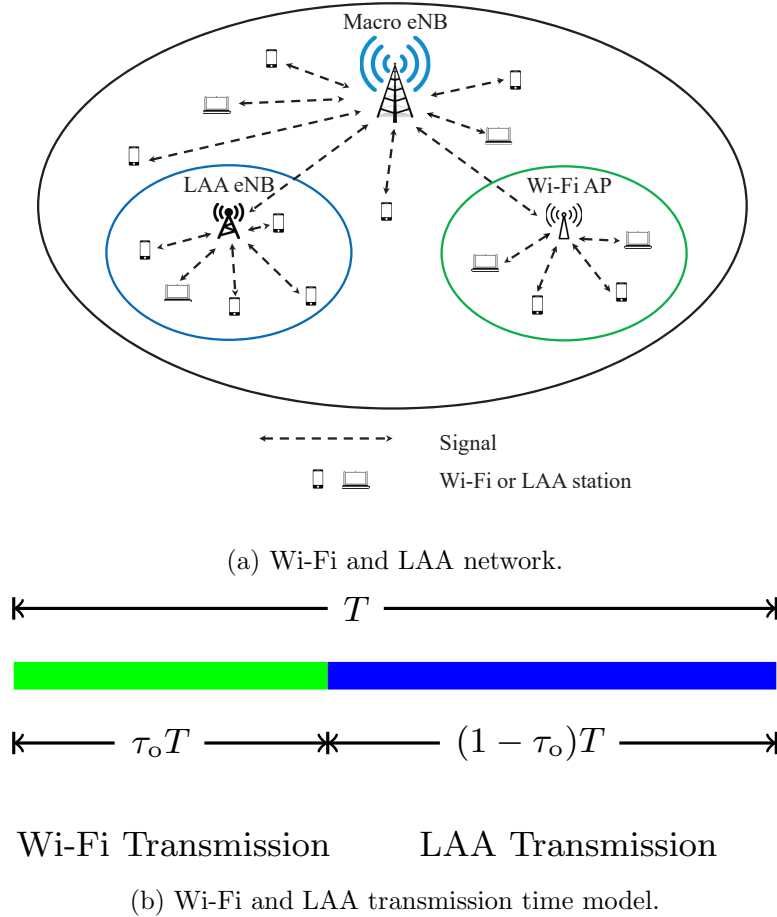 Macro eNB
LAA eNB
Wi-Fi AP
Signal
Wi-Fi or LAA station
(a) Wi-Fi and LAA network.
T
τₒT
(1 − τₒ)T
Wi-Fi Transmission
LAA Transmission
(b) Wi-Fi and LAA transmission time model.